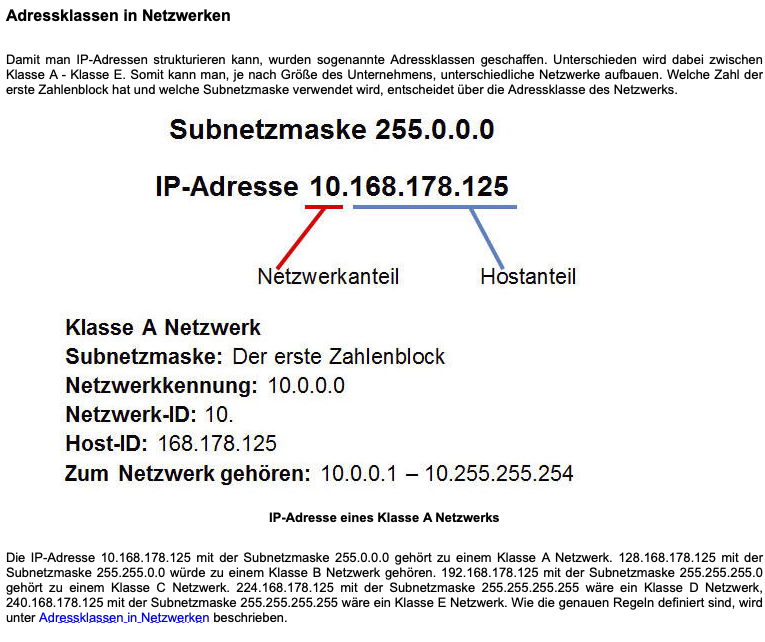 Adressklassen in Netzwerken
Damit man IP-Adressen strukturieren kann, wurden sogenannte Adressklassen geschaffen. Unterschieden wird dabei zwischen
Klasse A - Klasse E. Somit kann man, je nach Größe des Unternehmens, unterschiedliche Netzwerke aufbauen. Welche Zahl der
erste Zahlenblock hat und welche Subnetzmaske verwendet wird, entscheidet über die Adressklasse des Netzwerks.
Subnetzmaske 255.0.0.0
IP-Adresse 10.168.178.125
Netzwerkanteil Hostanteil
Klasse A Netzwerk
Subnetzmaske: Der erste Zahlenblock
Netzwerkkennung: 10.0.0.0
Netzwerk-ID: 10.
Host-ID: 168.178.125
Zum Netzwerk gehören: 10.0.0.1 – 10.255.255.254
IP-Adresse eines Klasse A Netzwerks
Die IP-Adresse 10.168.178.125 mit der Subnetzmaske 255.0.0.0 gehört zu einem Klasse A Netzwerk. 128.168.178.125 mit der
Subnetzmaske 255.255.0.0 würde zu einem Klasse B Netzwerk gehören. 192.168.178.125 mit der Subnetzmaske 255.255.255.0
gehört zu einem Klasse C Netzwerk. 224.168.178.125 mit der Subnetzmaske 255.255.255.255 wäre ein Klasse D Netzwerk,
240.168.178.125 mit der Subnetzmaske 255.255.255.255 wäre ein Klasse E Netzwerk. Wie die genauen Regeln definiert sind, wird
unter Adressklassen in Netzwerken beschrieben.